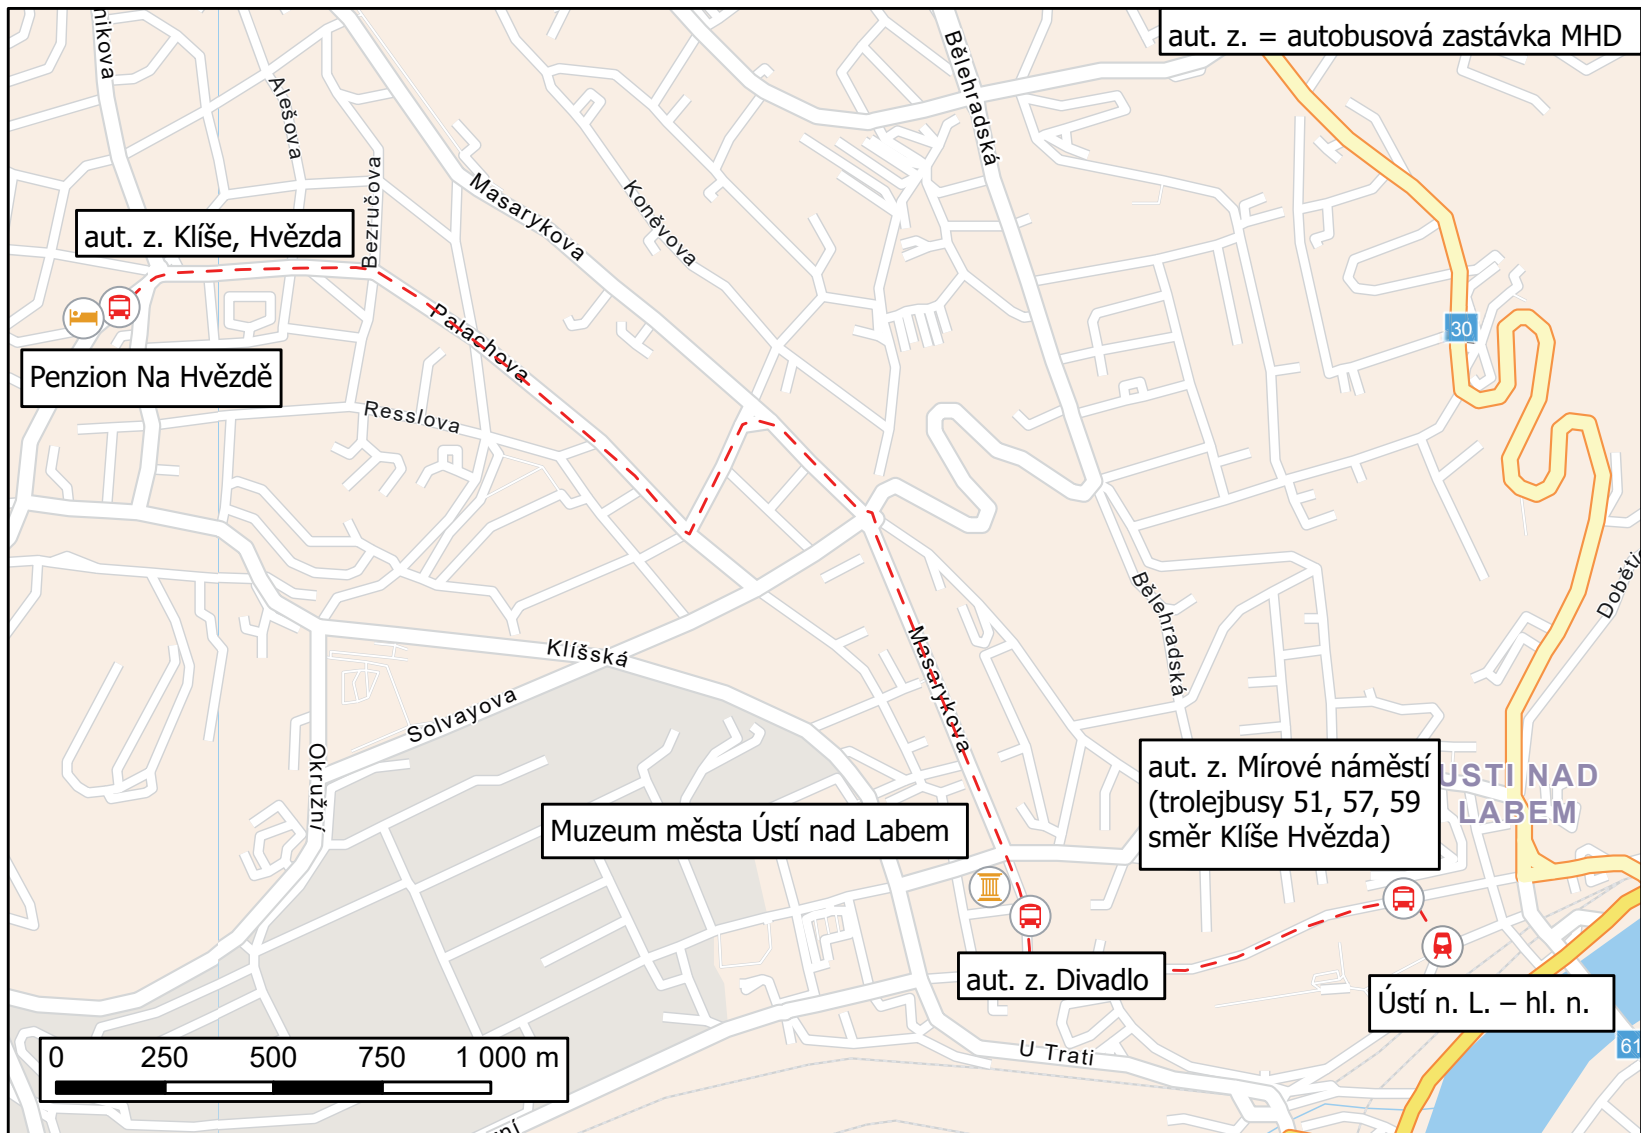 nikova
aut. z. = autobusová zastávka MHD
Bělehradská
Alešova
Bezručova
Masarykova
Koněvova
aut. z. Klíše, Hvězda
Palachova
30
Penzion Na Hvězdě
Resslova
Bělehradská
Doběti
Klíšská
Masarykova
Solvayova
Okružní
aut. z. Mírové náměstí
(trolejbusy 51, 57, 59
směr Klíše Hvězda)
USTI NAD
LABEM
Muzeum města Ústí nad Labem
aut. z. Divadlo
Ústí n. L. – hl. n.
U Trati
61
0 250 500 750 1 000 m
ní